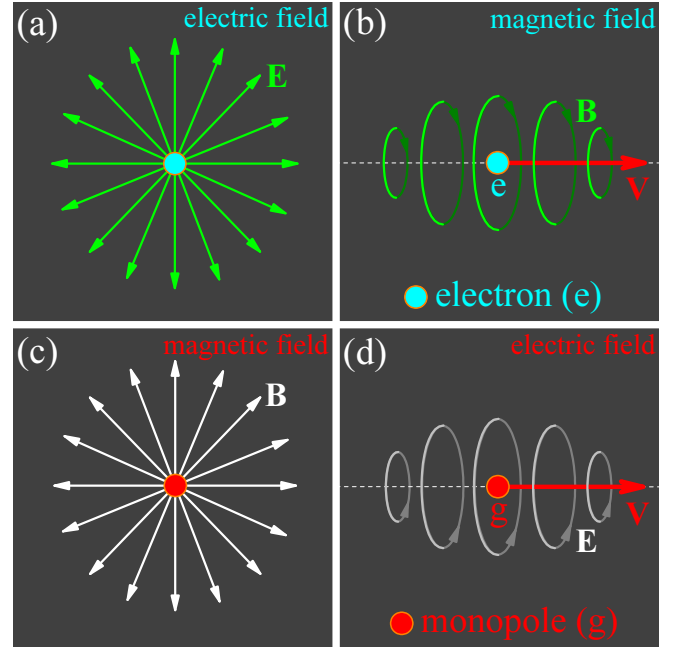 (a)
electric field
E
(b)
magnetic field
B
e
V
electron (e)
(c)
magnetic field
B
(d)
electric field
g
V
E
monopole (g)